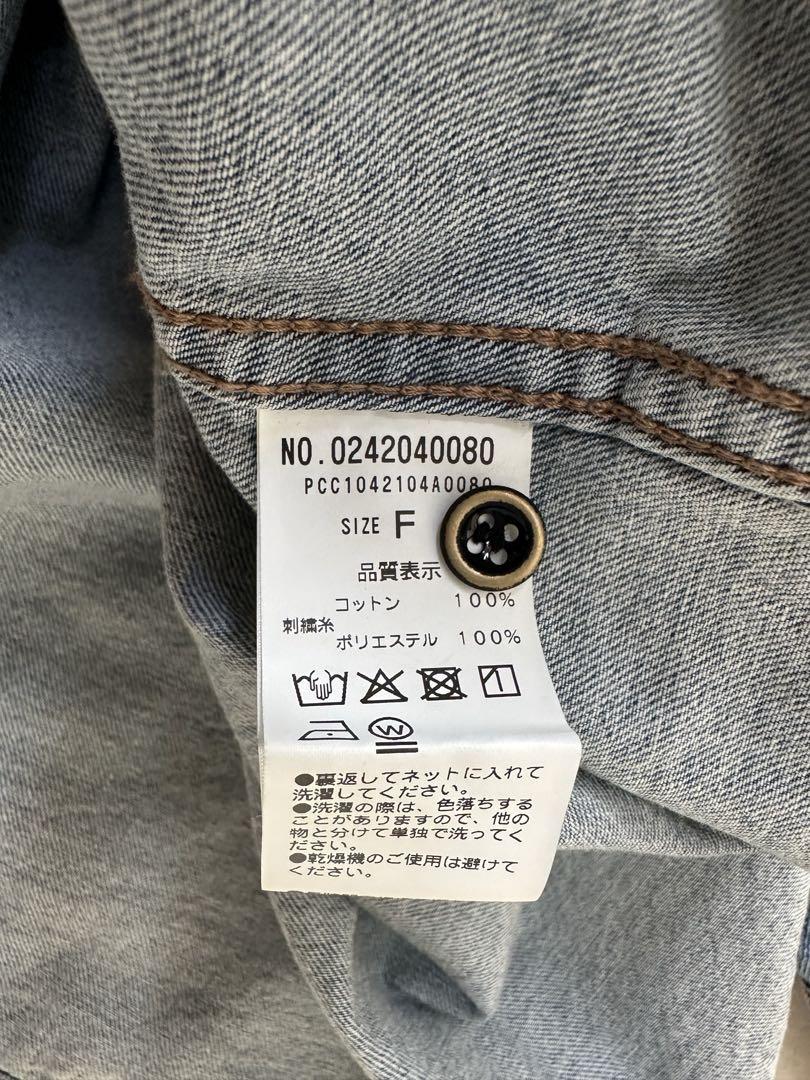 NO.0242040080
PCC1042104A0080
SIZE F
品質表示
コットン 100%
刺繍糸
ポリエステル 100%
W
●裏返してネットに入れて
洗濯してください。
●洗濯の際は、色落ちする
ことがありますので、他の
物と分けて単独で洗ってく
ださい。
●乾燥機のご使用は避けて
ください。